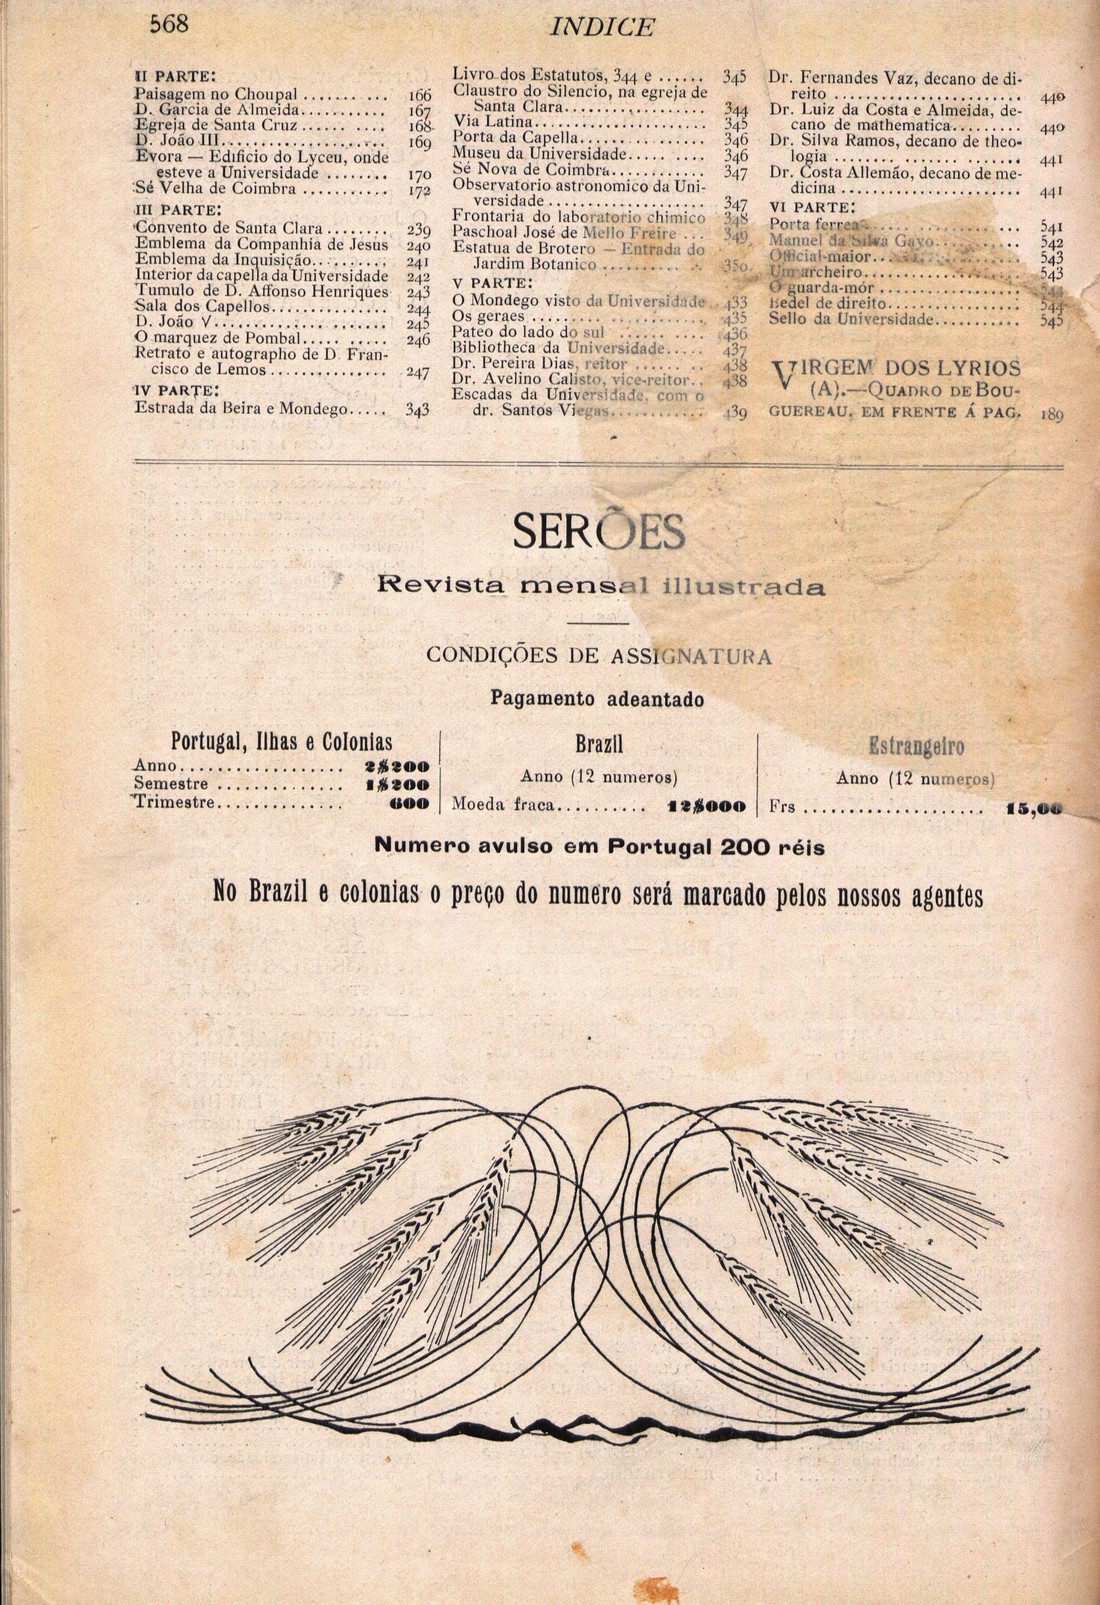 568
INDICE
II PARTE:
Paisagem no Choupal .......... 166
D. Garcia de Almeida........... 167
Egreja de Santa Cruz ...... .... 168
D. João III..................... 169
Evora — Edificio do Lyceu, onde
esteve a Universidade ........ 170
Sé Velha de Coimbra ........... 172
III PARTE:
Convento de Santa Clara ........ 239
Emblema da Companhia de Jesus 240
Emblema da Inquisição.......... 241
Interior da capella da Universidade 242
Tumulo de D. Affonso Henriques 243
Sala dos Capellos............... 244
D. João V....................... 245
O marquez de Pombal..... ..... 246
Retrato e autographo de D. Fran-
cisco de Lemos ............... 247
IV PARTE:
Estrada da Beira e Mondego..... 343
Livro dos Estatutos, 344 e ...... 345
Claustro do Silencio, na egreja de
Santa Clara................... 344
Via Latina...................... 345
Porta da Capella................ 346
Museu da Universidade..... .... 346
Sé Nova de Coimbra............ 347
Observatorio astronomico da Uni-
versidade .................... 347
Frontaria do laboratorio chimico 348
Paschoal José de Mello Freire ... 349
Estatua de Brotero — Entrada do
Jardim Botanico .............. 350
V PARTE:
O Mondego visto da Universidade 433
Os geraes ...................... 435
Pateo do lado do sul ........... 436
Bibliotheca da Universidade..... 437
Dr. Pereira Dias, reitor ........ 438
Dr. Avelino Calisto, vice-reitor.. 438
Escadas da Universidade, com o
dr. Santos Viegas............ 439
Dr. Fernandes Vaz, decano de di-
reito ........................ 440
Dr. Luiz da Costa e Almeida, de-
cano de mathematica......... 440
Dr. Silva Ramos, decano de theo-
logia ........ ............... 441
Dr. Costa Allemão, decano de me-
dicina ....................... 441
VI PARTE:
Porta ferrea.................... 541
Manuel da Silva Gayo.......... 542
Official-maior.................. 543
Um archeiro.................... 543
O guarda-mór .................. 544
Bedel de direito................. 544
Sello da Universidade.......... 545
VIRGEM DOS LYRIOS
(A).—QUADRO DE BOU-
GUEREAU, EM FRENTE Á PAG. 189
SERÕES
Revista mensal illustrada
CONDIÇÕES DE ASSIGNATURA
Pagamento adeantado
Portugal, Ilhas e Colonias
Anno.................. 2$200
Semestre .............. 1$200
Trimestre.............. 600
Brazil
Anno (12 numeros)
Moeda fraca.......... 12$000
Estrangeiro
Anno (12 numeros)
Frs .................... 15,00
Numero avulso em Portugal 200 réis
No Brazil e colonias o preço do numero será marcado pelos nossos agentes